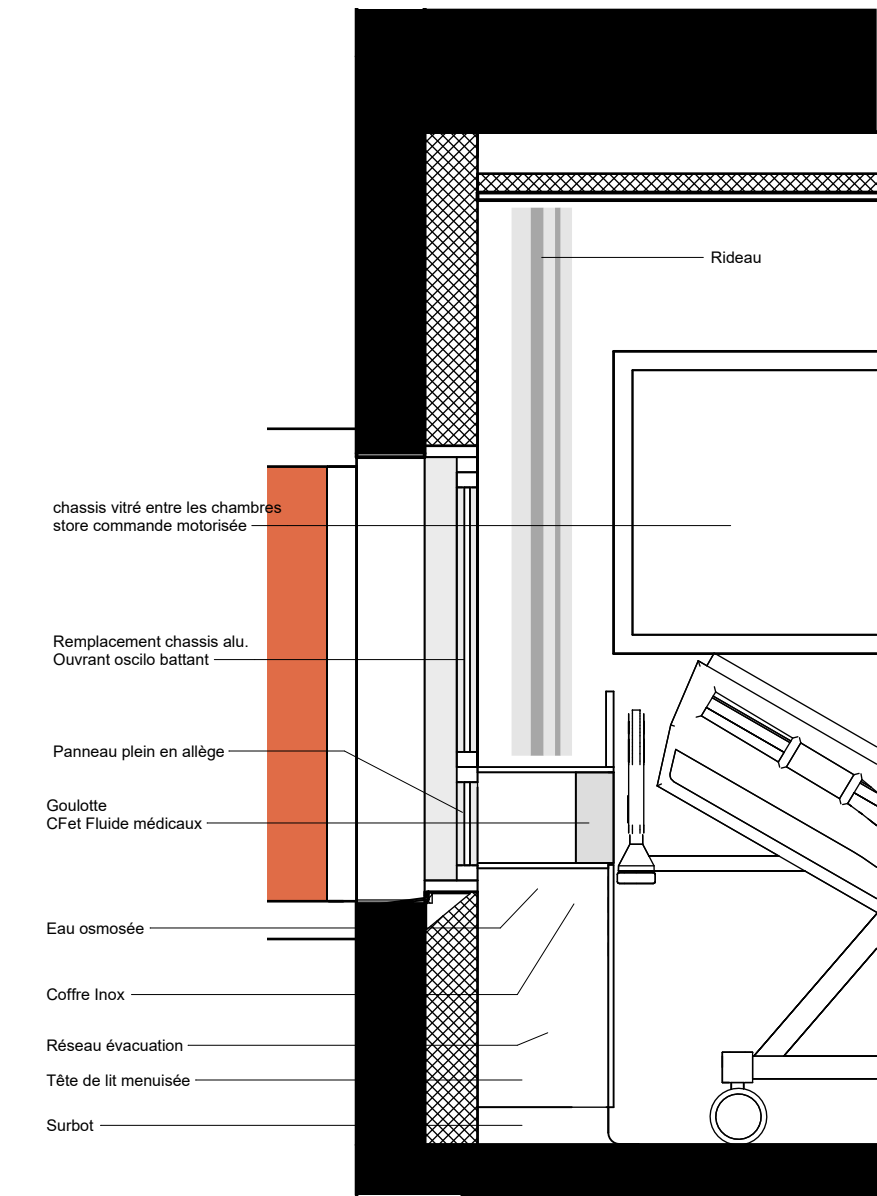 Rideau
chassis vitré entre les chambres
store commande motorisée
Remplacement chassis alu.
Ouvrant oscilo battant
Panneau plein en allège
Goulotte
CFet Fluide médicaux
Eau osmosée
Coffre Inox
Réseau évacuation
Tête de lit menuisée
Surbot